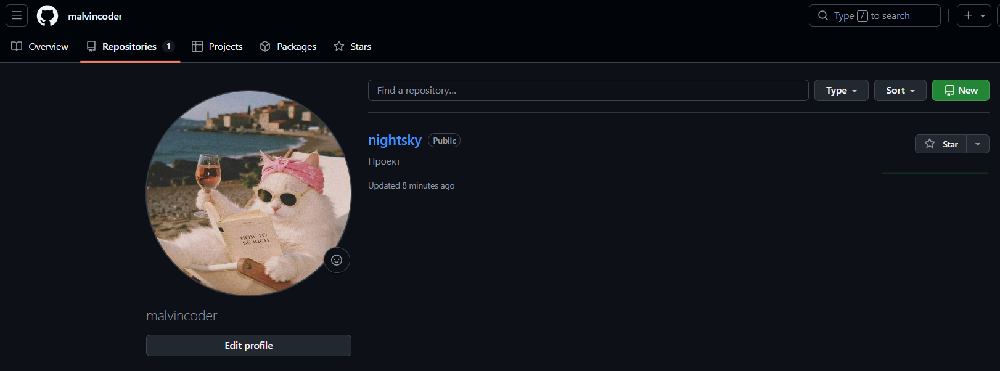 malvincoder
Type / to search
Overview
Repositories 1
Projects
Packages
Stars
Find a repository...
Type
Sort
New
nightsky Public
Star
Проект
Updated 8 minutes ago
HOW TO
BE RICH
malvincoder
Edit profile